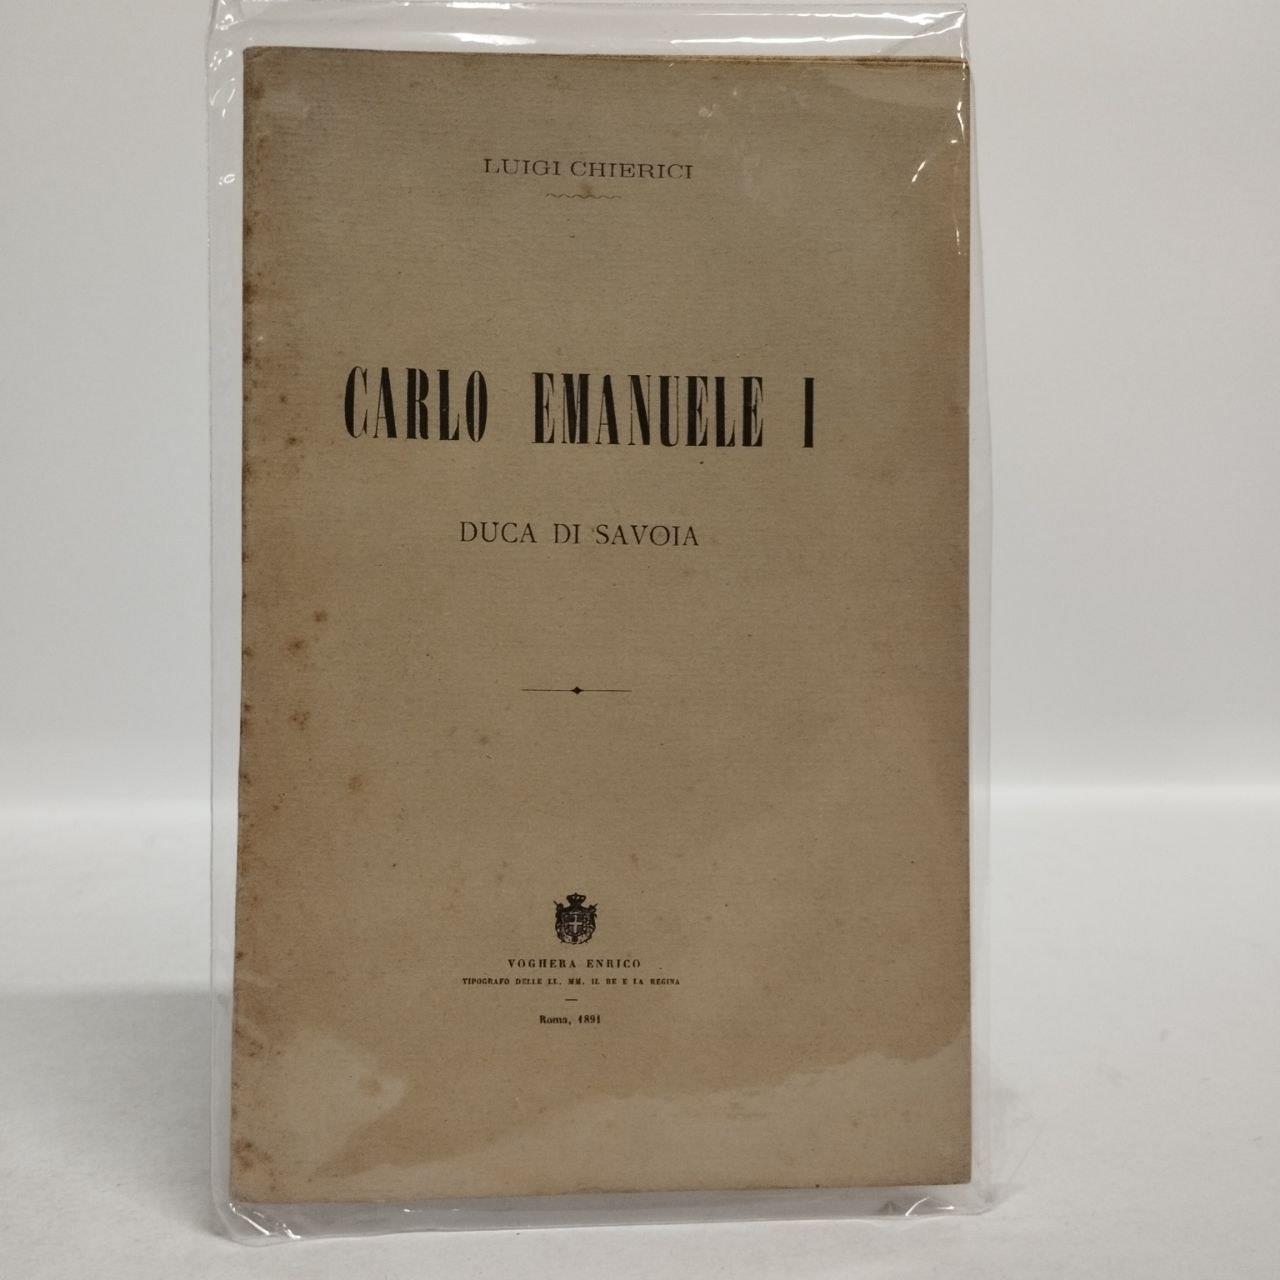 LUIGI CHIERICI
CARLO EMANUELE I
DUCA DI SAVOIA
VOGHERA ENRICO
TIPOGRAFO DELLE LL. MM. IL RE E LA REGINA
Roma, 1891